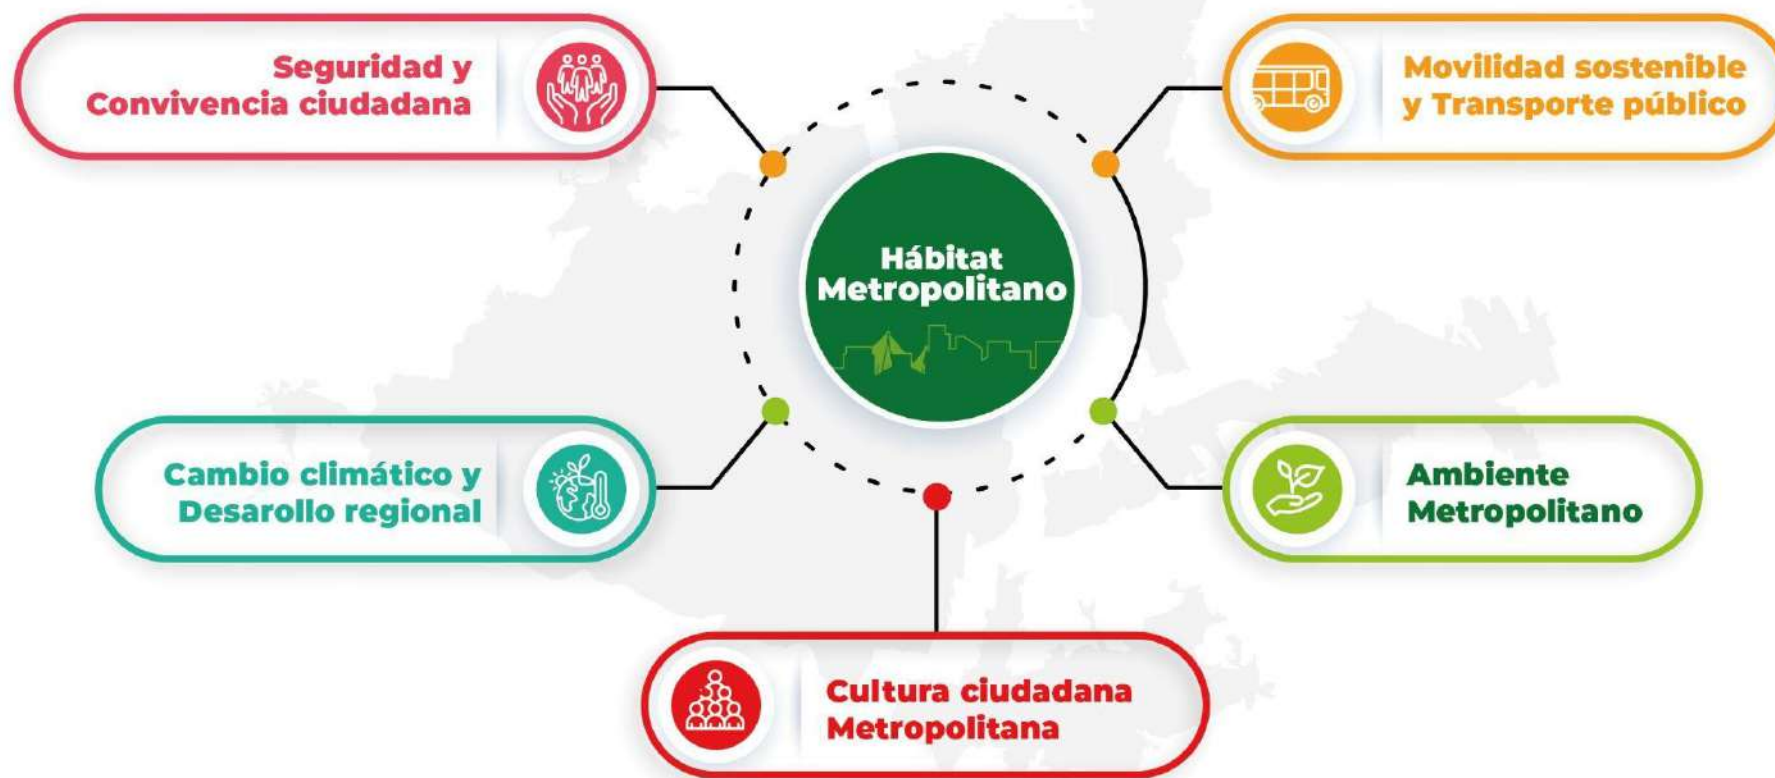 Seguridad y
Convivencia ciudadana
Movilidad sostenible
y Transporte público
Hábitat
Metropolitano
Cambio climático y
Desarollo regional
Ambiente
Metropolitano
Cultura ciudadana
Metropolitana